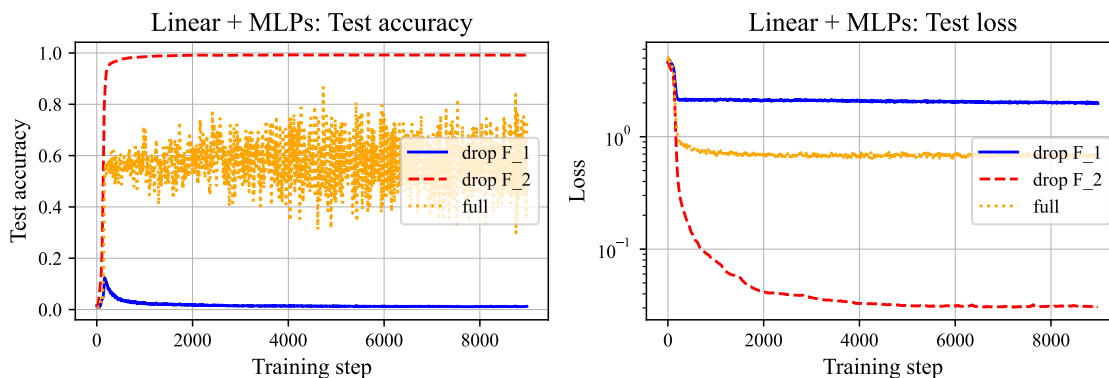 Linear + MLPs: Test accuracy
Test accuracy
1.0
0.8
0.6
0.4
0.2
0.0
drop F_1
drop F_2
full
0
2000
4000
6000
8000
Training step
Linear + MLPs: Test loss
Loss
10⁰
10⁻¹
drop F_1
drop F_2
full
0
2000
4000
6000
8000
Training step